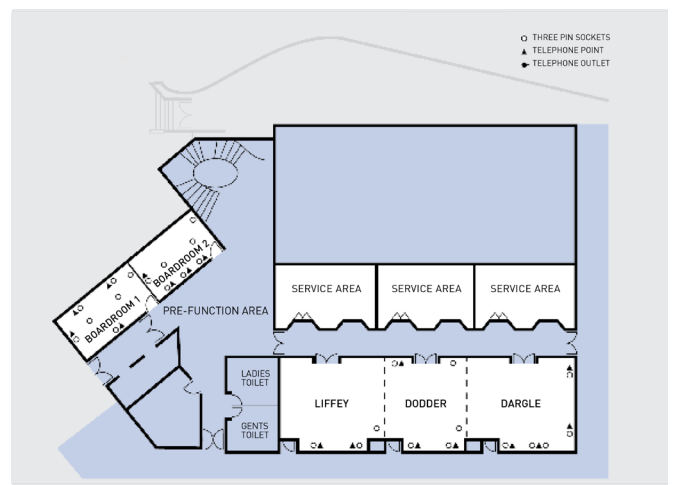 THREE PIN SOCKETS
TELEPHONE POINT
TELEPHONE OUTLET
BOARDROOM 2
BOARDROOM 1
PRE-FUNCTION AREA
SERVICE AREA
SERVICE AREA
SERVICE AREA
LADIES
TOILET
GENTS
TOILET
LIFFEY
DODDER
DARGLE